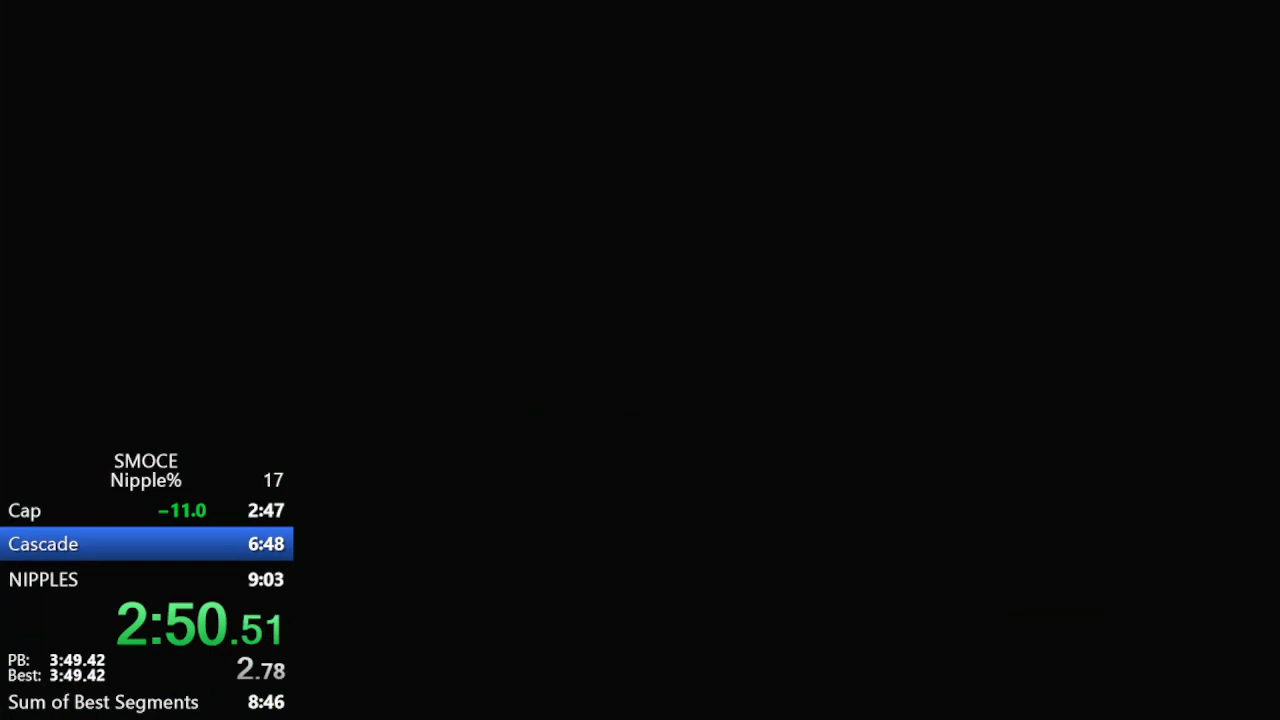 SMOCE
Nipple% 17
Cap −11.0 2:47
Cascade 6:48
NIPPLES 9:03
2:50.51
PB: 3:49.42
Best: 3:49.42
2.78
Sum of Best Segments 8:46